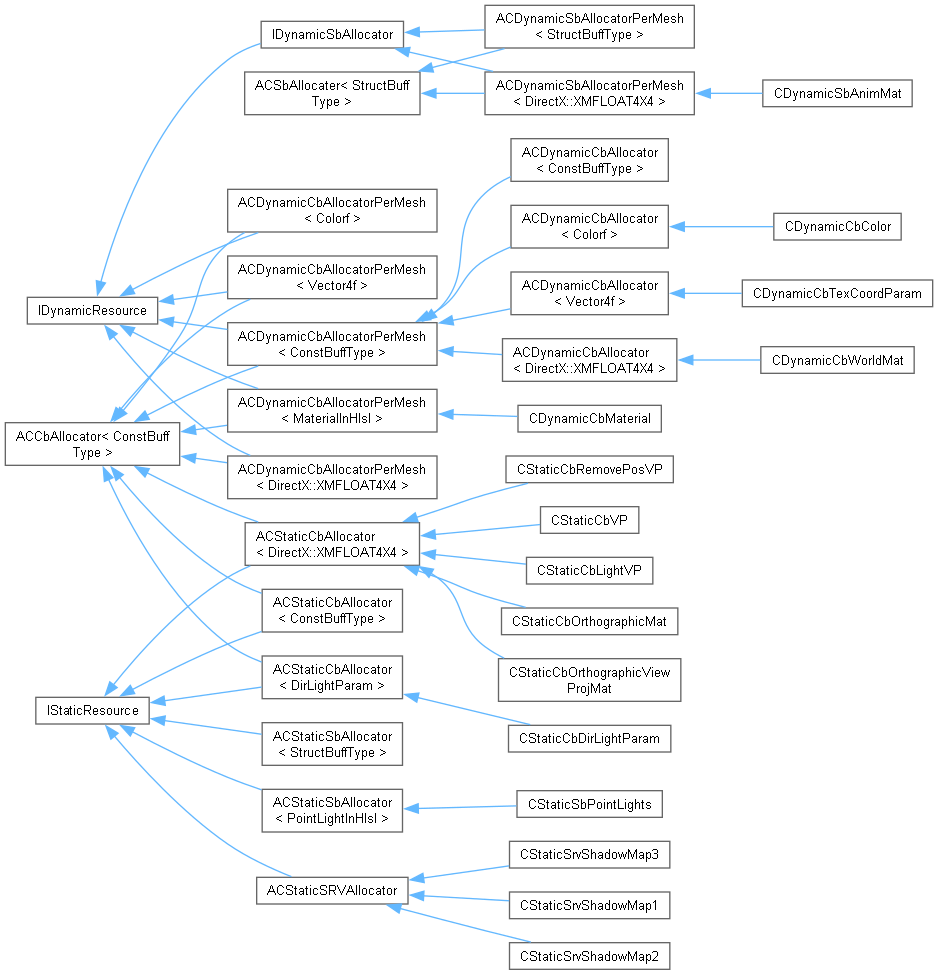 IDynamicSbAllocator
ACDynamicSbAllocatorPerMesh
< StructBuffType >
ACSbAllocater< StructBuff
Type >
ACDynamicSbAllocatorPerMesh
< DirectX::XMFLOAT4X4 >
CDynamicSbAnimMat
ACDynamicCbAllocator
< ConstBuffType >
ACDynamicCbAllocatorPerMesh
< Colorf >
ACDynamicCbAllocator
< Colorf >
CDynamicCbColor
ACDynamicCbAllocatorPerMesh
< Vector4f >
ACDynamicCbAllocator
< Vector4f >
CDynamicCbTexCoordParam
IDynamicResource
ACDynamicCbAllocatorPerMesh
< ConstBuffType >
ACDynamicCbAllocator
< DirectX::XMFLOAT4X4 >
CDynamicCbWorldMat
ACDynamicCbAllocatorPerMesh
< MaterialInHlsl >
CDynamicCbMaterial
ACCbAllocator< ConstBuff
Type >
ACDynamicCbAllocatorPerMesh
< DirectX::XMFLOAT4X4 >
CStaticCbRemovePosVP
ACStaticCbAllocator
< DirectX::XMFLOAT4X4 >
CStaticCbVP
CStaticCbLightVP
ACStaticCbAllocator
< ConstBuffType >
CStaticCbOrthographicMat
ACStaticCbAllocator
< DirLightParam >
CStaticCbOrthographicView
ProjMat
IStaticResource
ACStaticSbAllocator
< StructBuffType >
CStaticCbDirLightParam
ACStaticSbAllocator
< PointLightInHlsl >
CStaticSbPointLights
ACStaticSRVAllocator
CStaticSrvShadowMap3
CStaticSrvShadowMap1
CStaticSrvShadowMap2